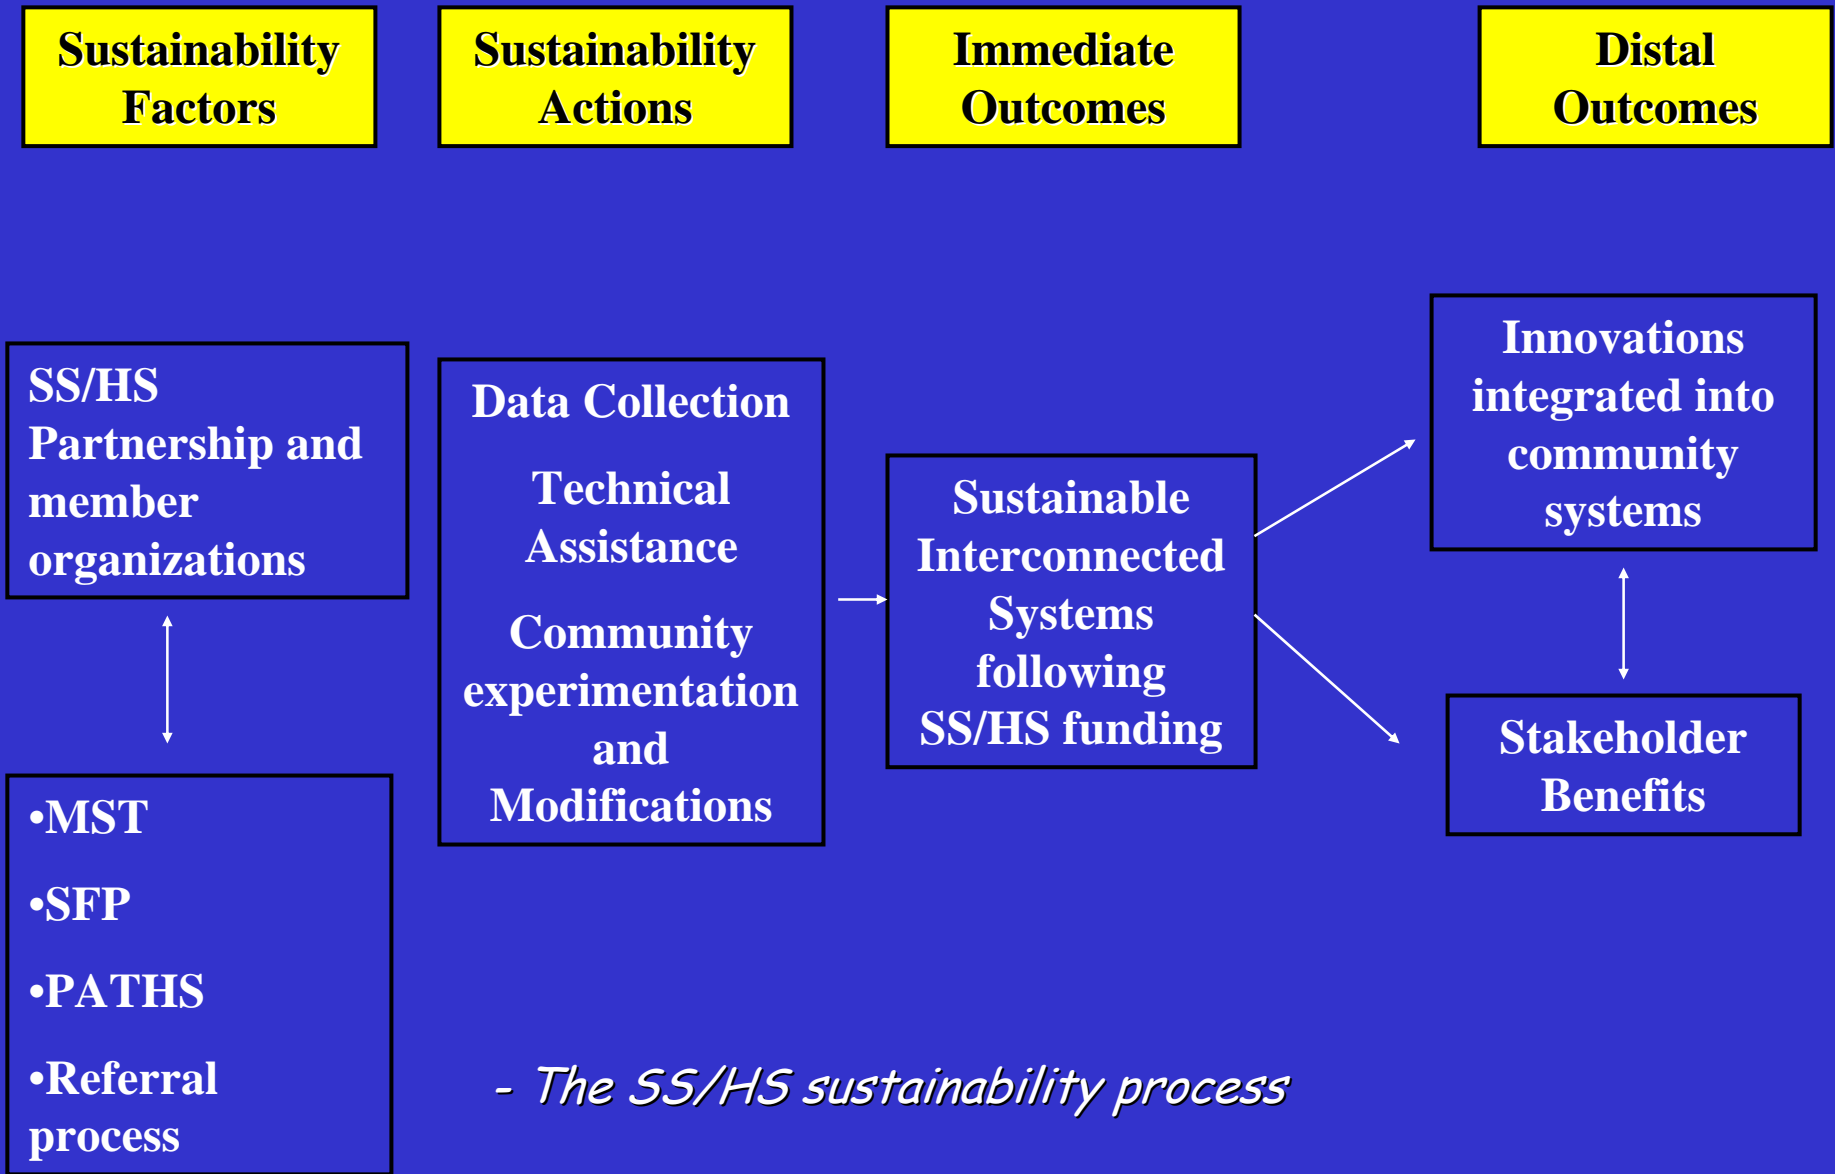 Sustainability
Factors
Sustainability
Actions
Immediate
Outcomes
Distal
Outcomes
SS/HS
Partnership and
member
organizations
•MST
•SFP
•PATHS
•Referral
process
Data Collection
Technical
Assistance
Community
experimentation
and
Modifications
Sustainable
Interconnected
Systems
following
SS/HS funding
Innovations
integrated into
community
systems
Stakeholder
Benefits
- The SS/HS sustainability process